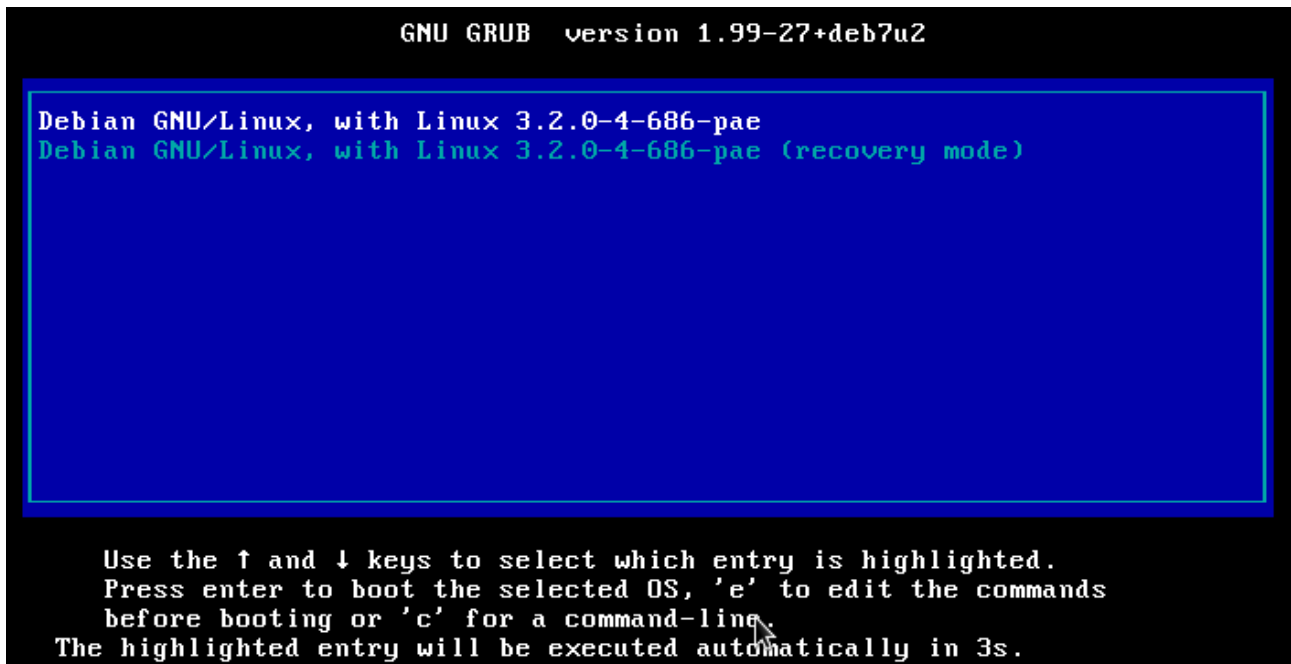 GNU GRUB version 1.99-27+deb7u2
Debian GNU/Linux, with Linux 3.2.0-4-686-pae
Debian GNU/Linux, with Linux 3.2.0-4-686-pae (recovery mode)
Use the ↑ and ↓ keys to select which entry is highlighted.
Press enter to boot the selected OS, 'e' to edit the commands
before booting or 'c' for a command-line.
The highlighted entry will be executed automatically in 3s.